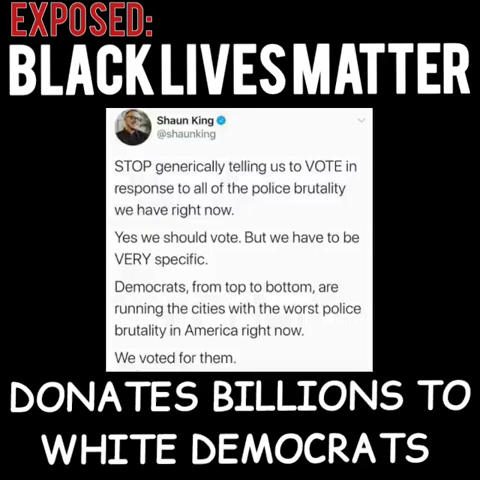 EXPOSED:
BLACK LIVES MATTER
Shaun King
@shaunking
STOP generically telling us to VOTE in
response to all of the police brutality
we have right now.
Yes we should vote. But we have to be
VERY specific.
Democrats, from top to bottom, are
running the cities with the worst police
brutality in America right now.
We voted for them.
DONATES BILLIONS TO
WHITE DEMOCRATS